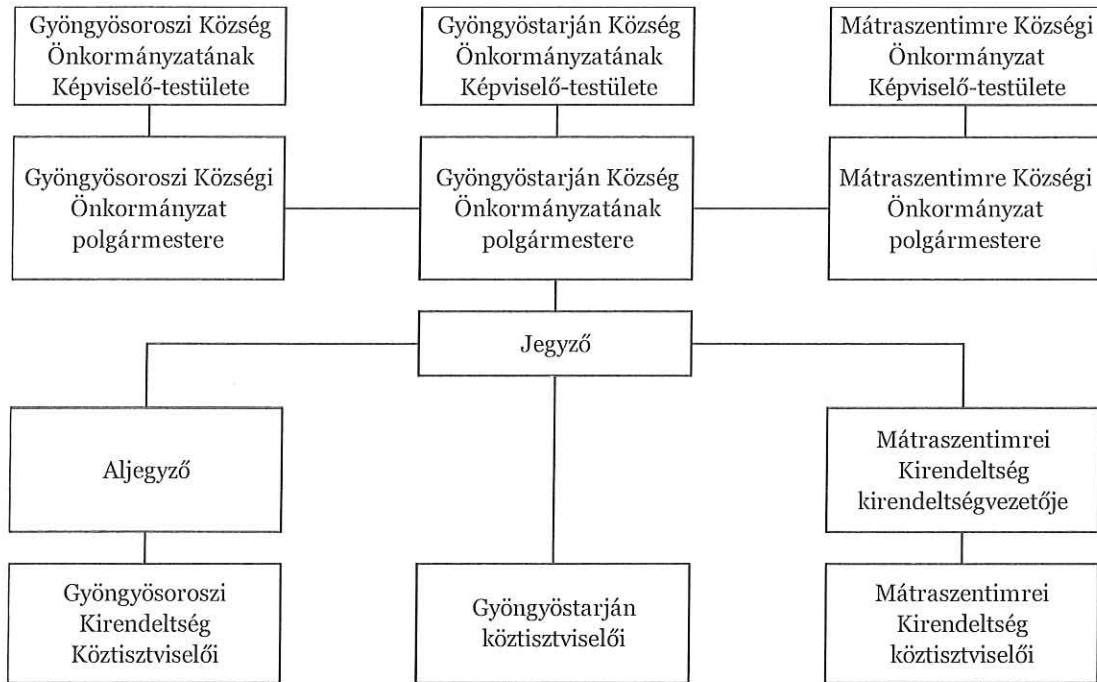 Gyöngyösoroszi Község
Önkormányzatának
Képviselő-testülete
Gyöngyöstarján Község
Önkormányzatának
Képviselő-testülete
Mátraszentimre Községi
Önkormányzat
Képviselő-testülete
Gyöngyösoroszi Községi
Önkormányzat
polgármestere
Gyöngyöstarján Község
Önkormányzatának
polgármestere
Mátraszentimre Községi
Önkormányzat
polgármestere
Jegyző
Aljegyző
Mátraszentimrei
Kirendeltség
kirendeltségvezetője
Gyöngyösoroszi
Kirendeltség
Köztisztviselői
Gyöngyöstarján
köztisztviselői
Mátraszentimrei
Kirendeltség
köztisztviselői